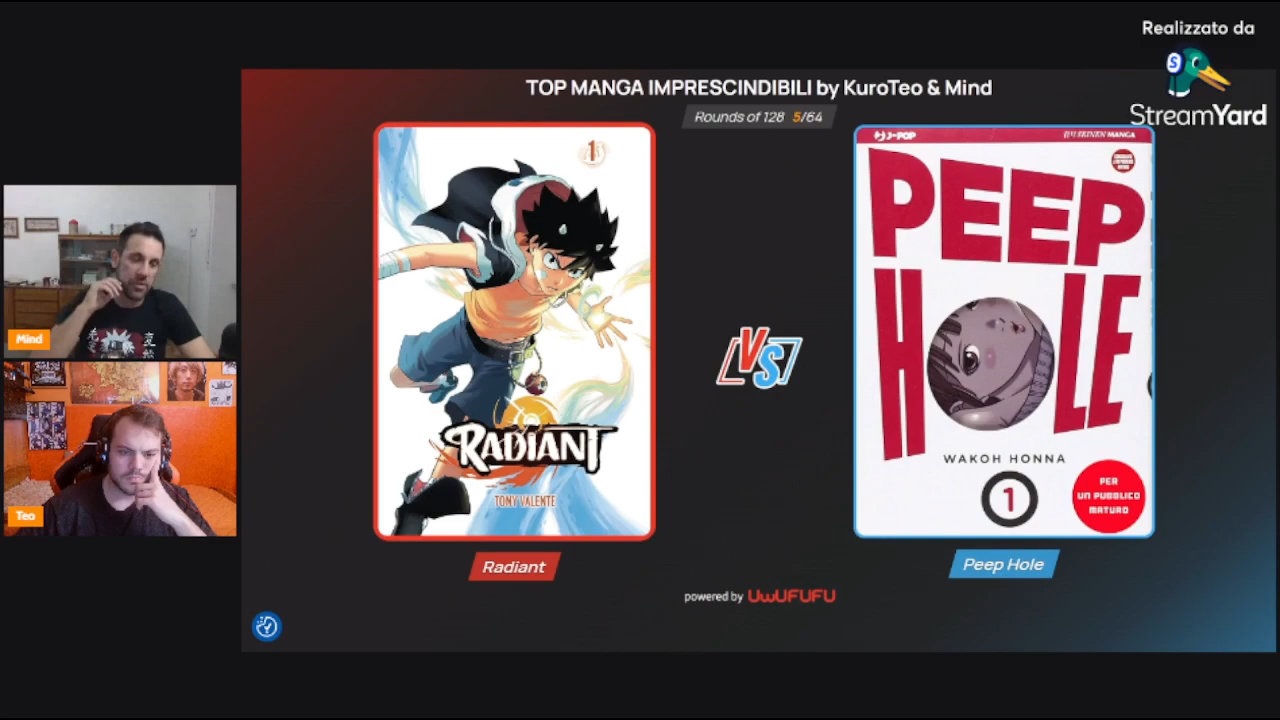 Realizzato da
StreamYard
TOP MANGA IMPRESCINDIBILI by KuroTeo & Mind
Rounds of 128 5/64
1
RADIANT
TONY VALENTE
Radiant
VS
J-POP
MANGA
PEEP
HOLE
WAKOH HONNA
1
PER
UN PUBBLICO
MATURO
Peep Hole
powered by UwUFUFU
Mind
Teo